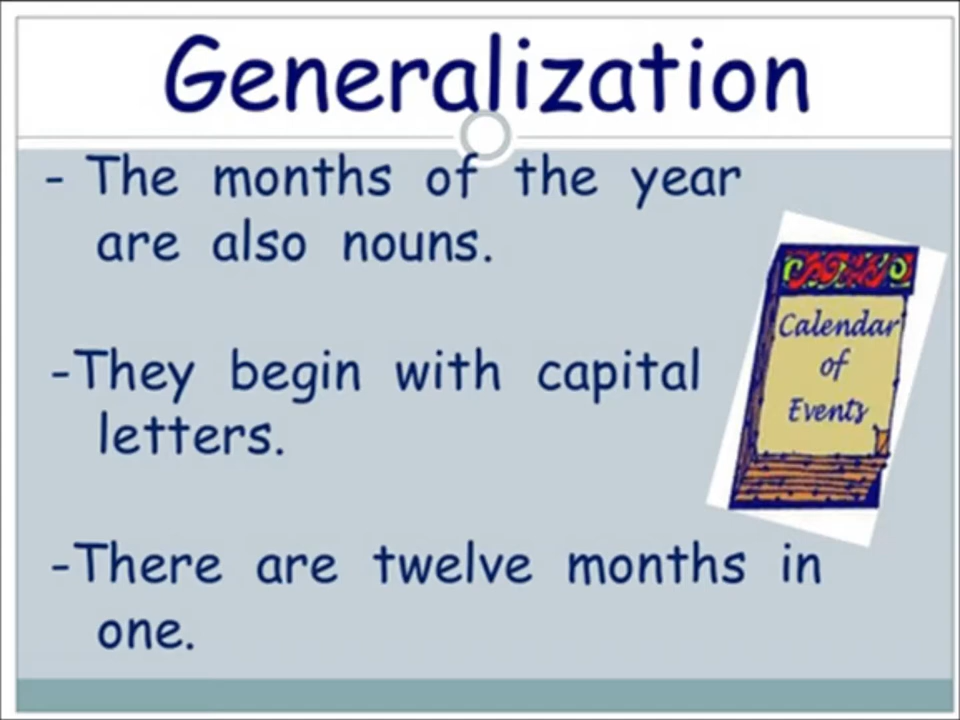 Generalization
- The months of the year
are also nouns.
-They begin with capital
letters.
-There are twelve months in
one.
Calendar
of
Events